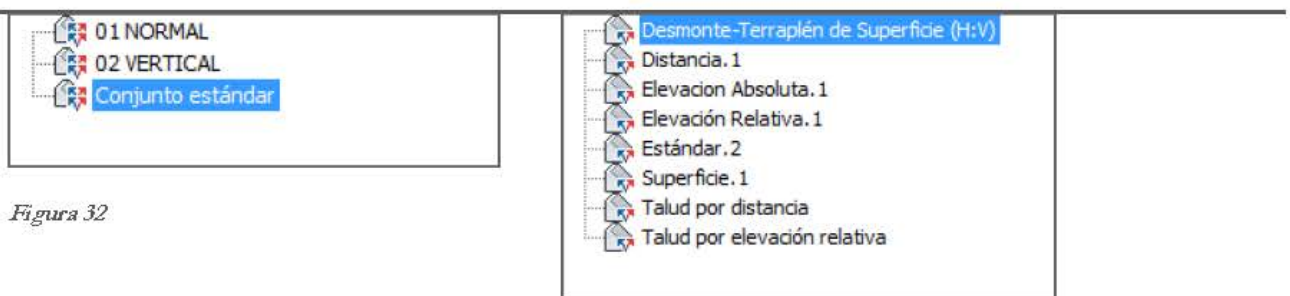 01 NORMAL
02 VERTICAL
Conjunto estándar
Figura 32
Desmonte-Terraplén de Superficie (H:V)
Distancia.1
Elevacion Absoluta.1
Elevación Relativa.1
Estándar.2
Superficie.1
Talud por distancia
Talud por elevación relativa